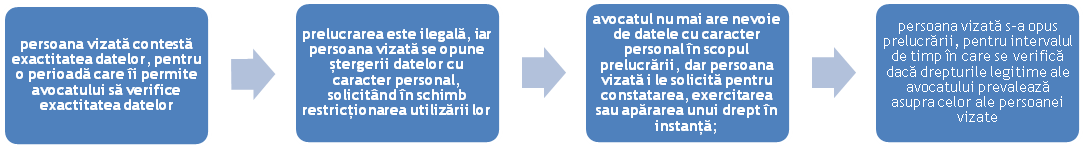 persoana vizată contestă
exactitatea datelor, pentru
o perioadă care îi permite
avocatului să verifice
exactitatea datelor
prelucrarea este ilegală, iar
persoana vizată se opune
ștergerii datelor cu
caracter personal,
solicitând în schimb
restricționarea utilizării lor
avocatul nu mai are nevoie
de datele cu caracter
personal în scopul
prelucrării, dar persoana
vizată i le solicită pentru
constatarea, exercitarea
sau apărarea unui drept în
instanță;
persoana vizată s-a opus
prelucrării, pentru intervalul
de timp în care se verifică
dacă drepturile legitime ale
avocatului prevalează
asupra celor ale persoanei
vizate